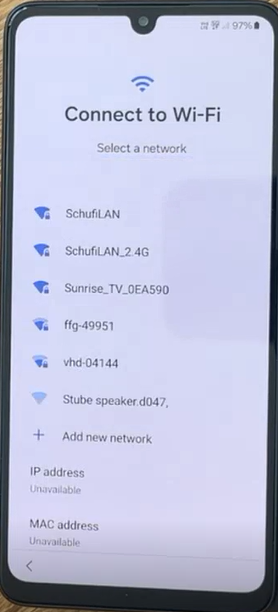 97%
Connect to Wi-Fi
Select a network
SchufiLAN
SchufiLAN_2.4G
Sunrise_TV_0EA590
ffg-49951
vhd-04144
Stube speaker.d047,
+ Add new network
IP address
Unavailable
MAC address
Unavailable